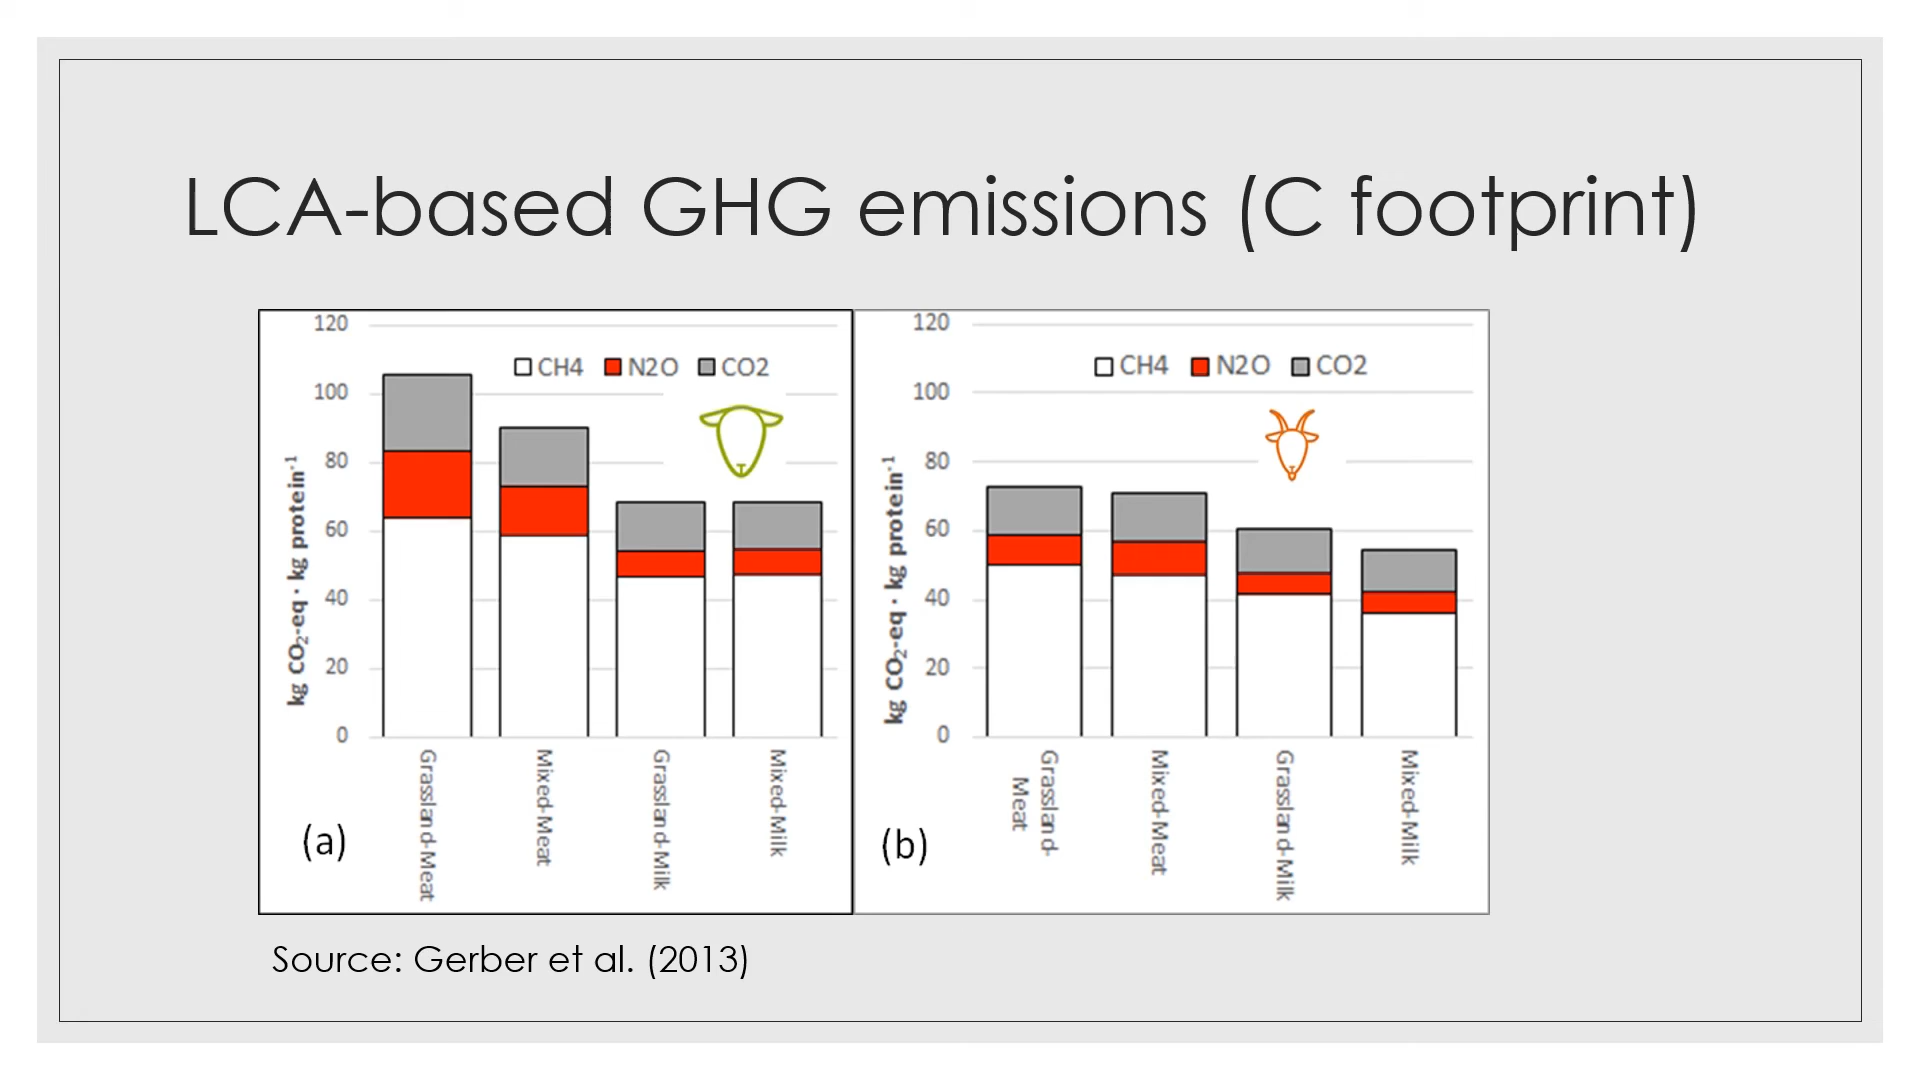 LCA-based GHG emissions (C footprint)
120
100
80
60
40
20
0
kg CO₂-eq · kg protein⁻¹
CH4 N2O CO2
Grassland-Meat
Mixed-Meat
Grassland-Milk
Mixed-Milk
(a)
120
100
80
60
40
20
0
kg CO₂-eq · kg protein⁻¹
CH4 N2O CO2
Grassland-
Meat
Mixed-Meat
Grassland-Milk
Mixed-Milk
(b)
Source: Gerber et al. (2013)